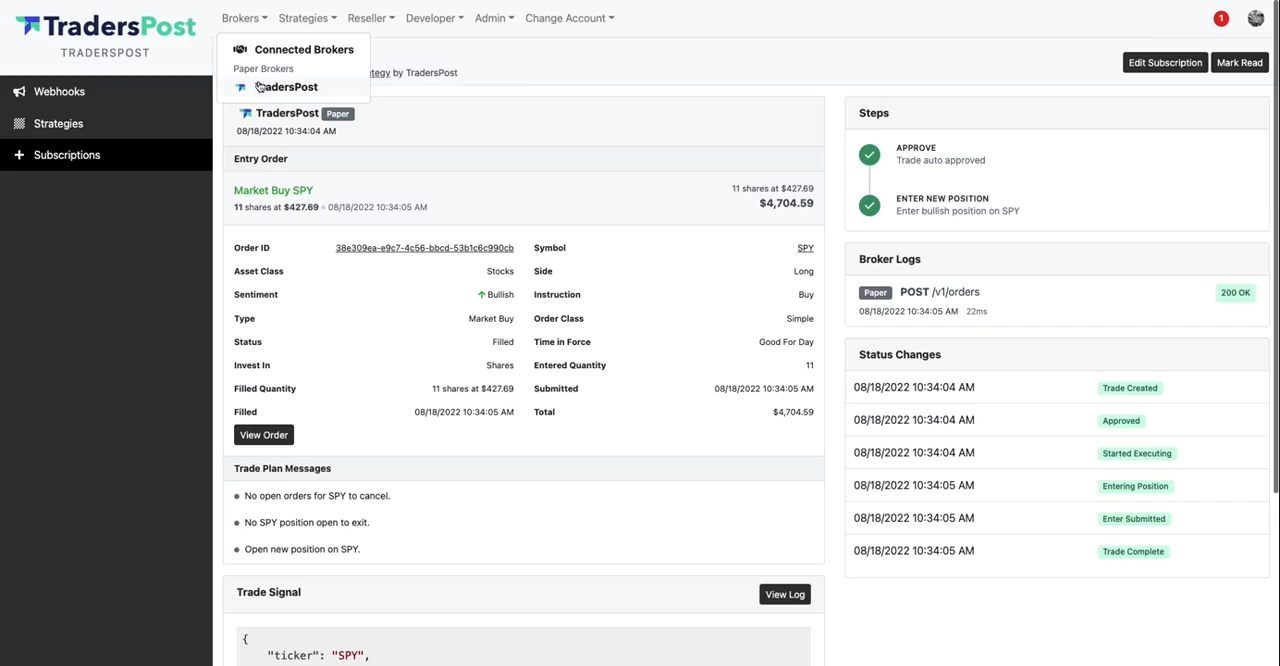 TradersPost
TRADERSPOST
Brokers Strategies Reseller Developer Admin Change Account
1
Webhooks
Strategies
Subscriptions
Connected Brokers
Paper Brokers
TradersPost
by TradersPost
Edit Subscription Mark Read
TradersPost Paper
08/18/2022 10:34:04 AM
Entry Order
Market Buy SPY
11 shares at $427.69
11 shares at $427.69 08/18/2022 10:34:05 AM
$4,704.59
Order ID 38e309ea-e9c7-4c56-bbcd-53b1c6c990cb Symbol SPY
Asset Class Stocks Side Long
Sentiment Bullish Instruction Buy
Type Market Buy Order Class Simple
Status Filled Time in Force Good For Day
Invest In Shares Entered Quantity 11
Filled Quantity 11 shares at $427.69 Submitted 08/18/2022 10:34:05 AM
Filled 08/18/2022 10:34:05 AM Total $4,704.59
View Order
Trade Plan Messages
No open orders for SPY to cancel.
No SPY position open to exit.
Open new position on SPY.
Trade Signal View Log
{
"ticker": "SPY",
Steps
APPROVE
Trade auto approved
ENTER NEW POSITION
Enter bullish position on SPY
Broker Logs
Paper POST /v1/orders 200 OK
08/18/2022 10:34:05 AM 22ms
Status Changes
08/18/2022 10:34:04 AM Trade Created
08/18/2022 10:34:04 AM Approved
08/18/2022 10:34:04 AM Started Executing
08/18/2022 10:34:05 AM Entering Position
08/18/2022 10:34:05 AM Enter Submitted
08/18/2022 10:34:05 AM Trade Complete